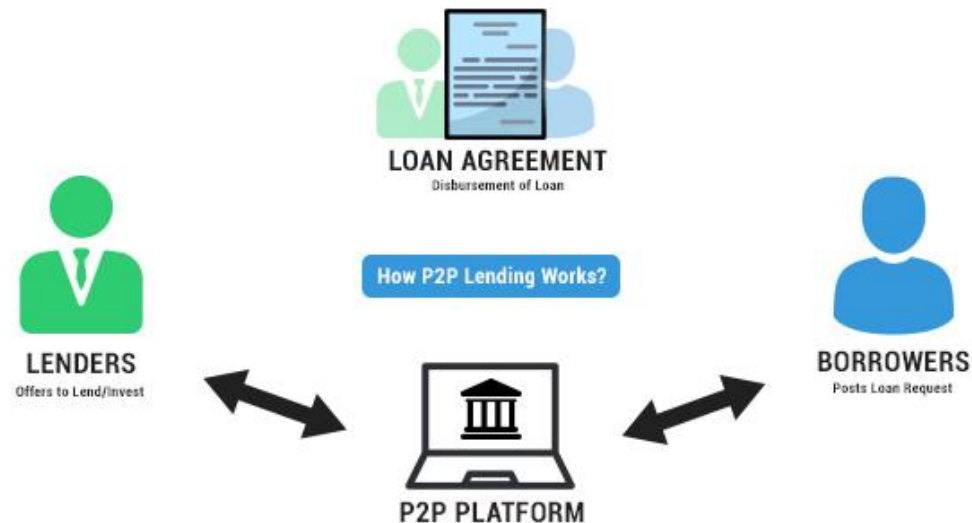 LOAN AGREEMENT
Disbursement of Loan
How P2P Lending Works?
LENDERS
Offers to Lend/Invest
BORROWERS
Posts Loan Request
P2P PLATFORM